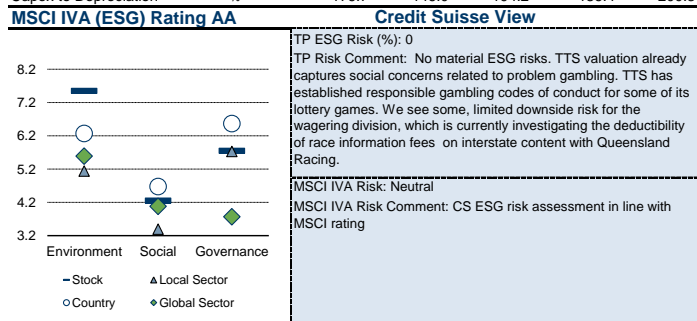 MSCI IVA (ESG) Rating AA
Credit Suisse View
TP ESG Risk (%): 0
TP Risk Comment: No material ESG risks. TTS valuation already
captures social concerns related to problem gambling. TTS has
established responsible gambling codes of conduct for some of its
lottery games. We see some, limited downside risk for the
wagering division, which is currently investigating the deductibility
of race information fees on interstate content with Queensland
Racing.
MSCI IVA Risk: Neutral
MSCI IVA Risk Comment: CS ESG risk assessment in line with
MSCI rating
8.2
7.2
6.2
5.2
4.2
3.2
Environment Social Governance
Stock Local Sector
Country Global Sector